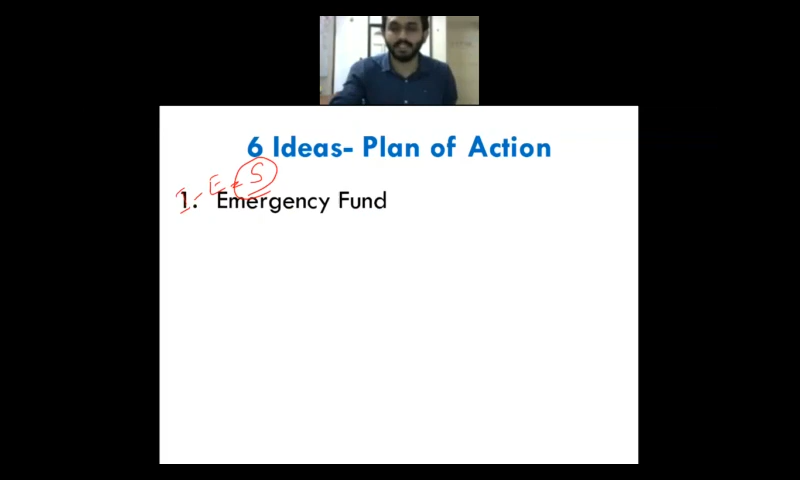 6 Ideas- Plan of Action
I - E = S
1. Emergency Fund